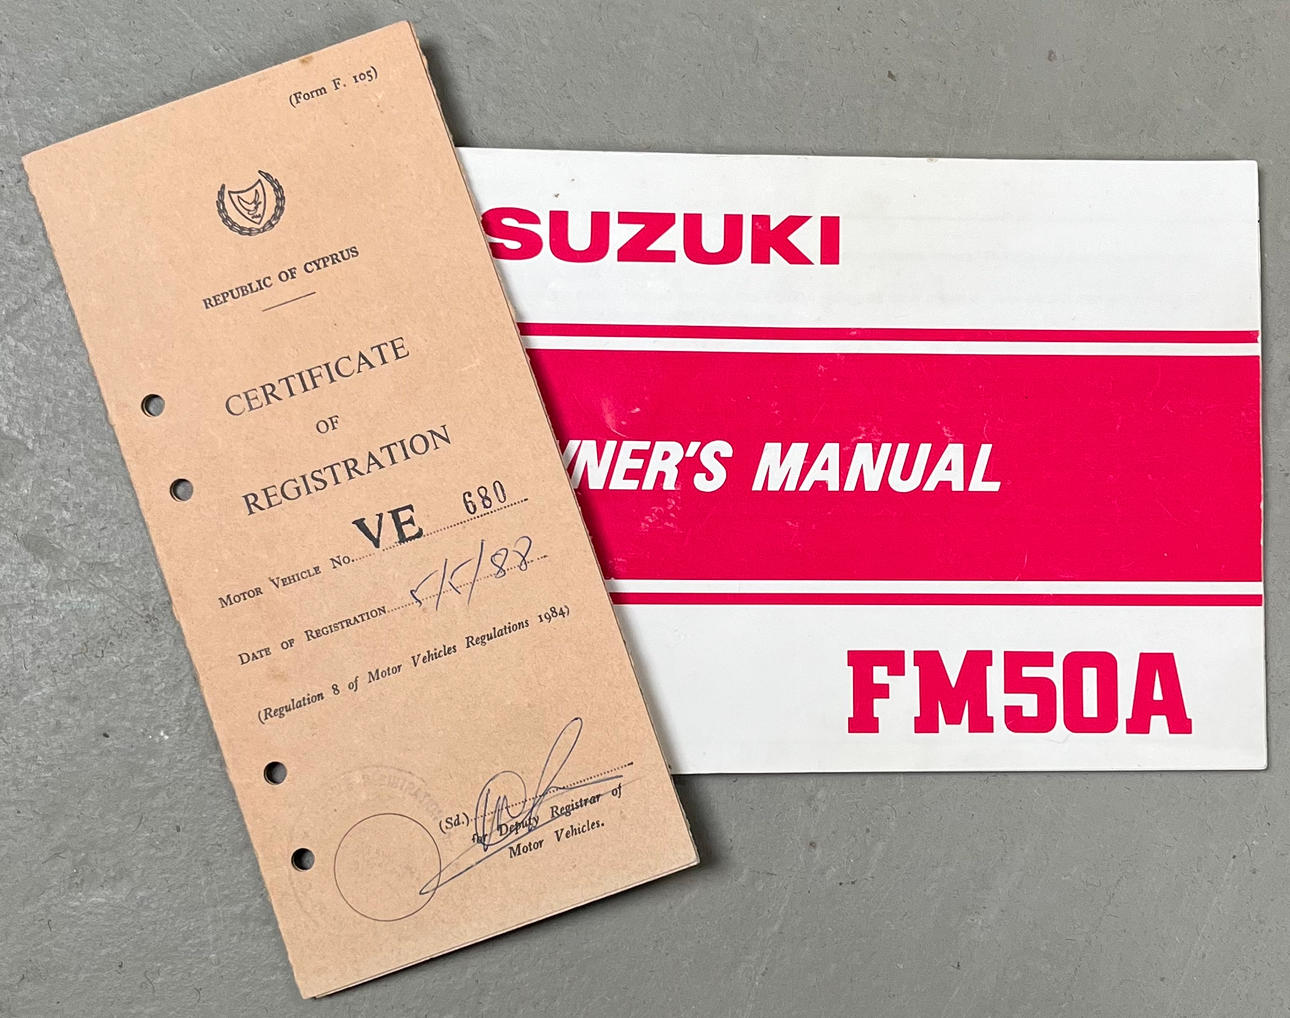 (Form F. 105)
REPUBLIC OF CYPRUS
CERTIFICATE
OF
REGISTRATION
MOTOR VEHICLE No. VE 680
DATE OF REGISTRATION 5/5/88
(Regulation 8 of Motor Vehicles Regulations 1984)
(Sd.)
for Deputy Registrar of
Motor Vehicles.
SUZUKI
WNER'S MANUAL
FM50A